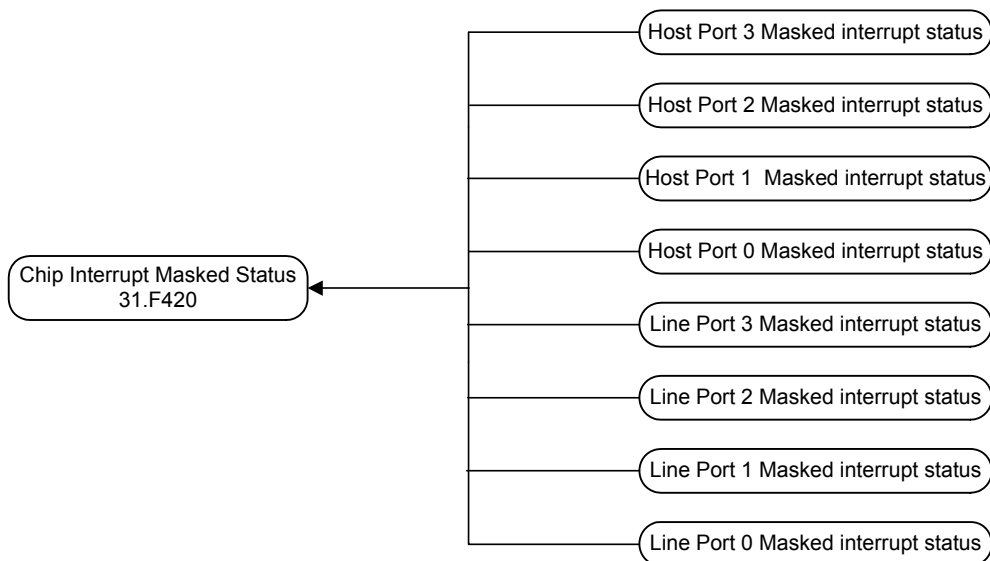 Host Port 3 Masked interrupt status
Host Port 2 Masked interrupt status
Host Port 1  Masked interrupt status
Host Port 0 Masked interrupt status
Chip Interrupt Masked Status
31.F420
Line Port 3 Masked interrupt status
Line Port 2 Masked interrupt status
Line Port 1 Masked interrupt status
Line Port 0 Masked interrupt status